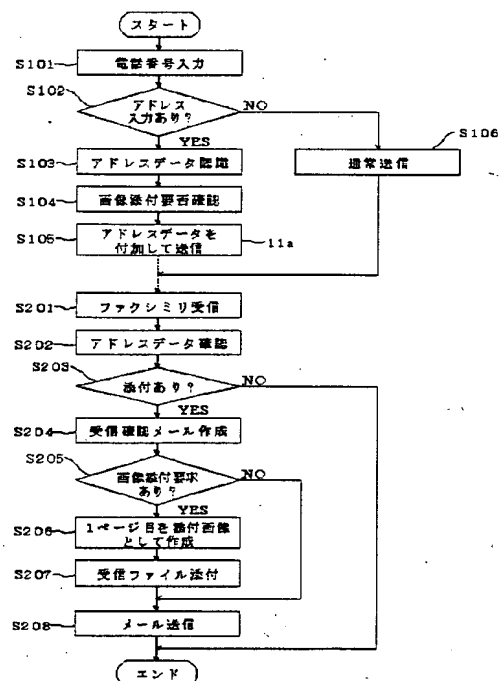 スタート
S101
電話番号入力
S102
アドレス
入力あり?
NO
YES
S106
通常送信
S103
アドレスデータ認識
S104
画像添付要否確認
S105
アドレスデータを
付加して送信
11a
S201
ファクシミリ受信
S202
アドレスデータ確認
S203
添付あり?
NO
YES
S204
受信確認メール作成
S205
画像添付要求
あり?
NO
YES
S206
1ページ目を添付画像
として作成
S207
受信ファイル添付
S208
メール送信
エンド